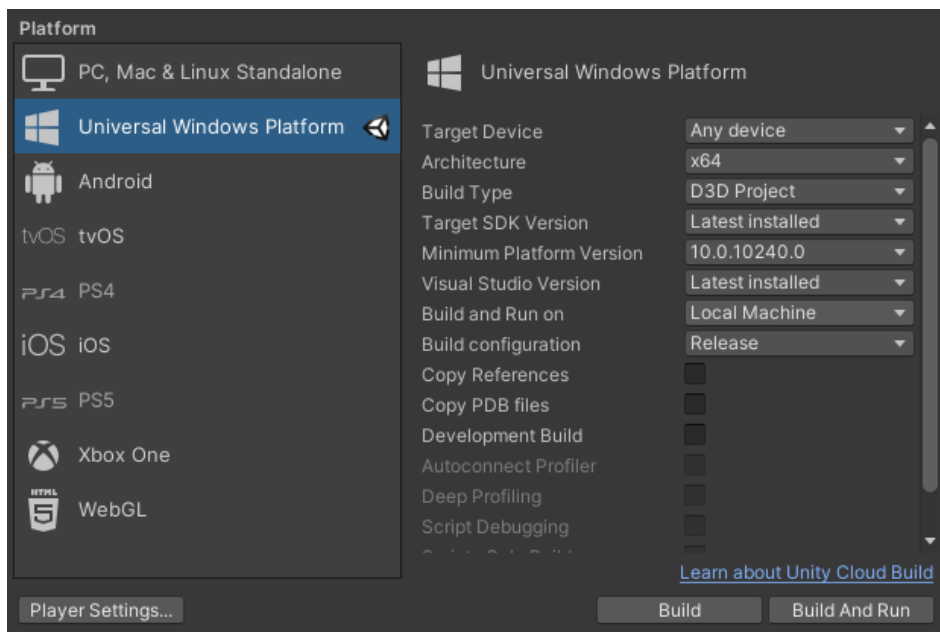 Platform
PC, Mac & Linux Standalone
Universal Windows Platform
Android
tvOS tvOS
PS4 PS4
iOS iOS
PS5 PS5
Xbox One
HTML 5 WebGL
Universal Windows Platform
Target Device Any device
Architecture x64
Build Type D3D Project
Target SDK Version Latest installed
Minimum Platform Version 10.0.10240.0
Visual Studio Version Latest installed
Build and Run on Local Machine
Build configuration Release
Copy References
Copy PDB files
Development Build
Autoconnect Profiler
Deep Profiling
Script Debugging
Learn about Unity Cloud Build
Player Settings... Build Build And Run